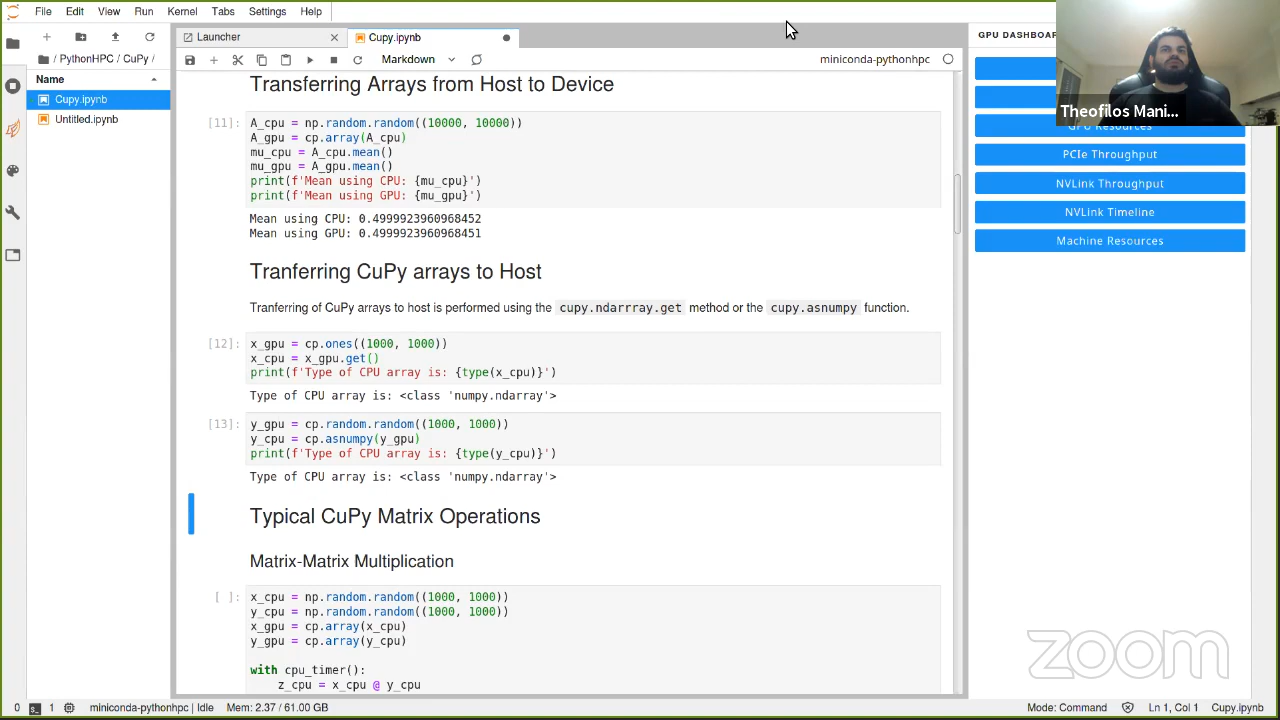 File Edit View Run Kernel Tabs Settings Help
Launcher
Cupy.ipynb
GPU DASHBOAR
/ PythonHPC / CuPy /
Markdown
miniconda-pythonhpc
Name
Cupy.ipynb
Untitled.ipynb
Transferring Arrays from Host to Device
[11]: A_cpu = np.random.random((10000, 10000))
A_gpu = cp.array(A_cpu)
mu_cpu = A_cpu.mean()
mu_gpu = A_gpu.mean()
print(f'Mean using CPU: {mu_cpu}')
print(f'Mean using GPU: {mu_gpu}')
Mean using CPU: 0.4999923960968452
Mean using GPU: 0.4999923960968451
Tranferring CuPy arrays to Host
Tranferring of CuPy arrays to host is performed using the cupy.ndarrray.get method or the cupy.asnumpy function.
[12]: x_gpu = cp.ones((1000, 1000))
x_cpu = x_gpu.get()
print(f'Type of CPU array is: {type(x_cpu)}')
Type of CPU array is: <class 'numpy.ndarray'>
[13]: y_gpu = cp.random.random((1000, 1000))
y_cpu = cp.asnumpy(y_gpu)
print(f'Type of CPU array is: {type(y_cpu)}')
Type of CPU array is: <class 'numpy.ndarray'>
Typical CuPy Matrix Operations
Matrix-Matrix Multiplication
[ ]: x_cpu = np.random.random((1000, 1000))
y_cpu = np.random.random((1000, 1000))
x_gpu = cp.array(x_cpu)
y_gpu = cp.array(y_cpu)
with cpu_timer():
z_cpu = x_cpu @ y_cpu
Theofilos Mani...
GPU Resources
PCIe Throughput
NVLink Throughput
NVLink Timeline
Machine Resources
zoom
0 1 miniconda-pythonhpc | Idle Mem: 2.37 / 61.00 GB
Mode: Command Ln 1, Col 1 Cupy.ipynb